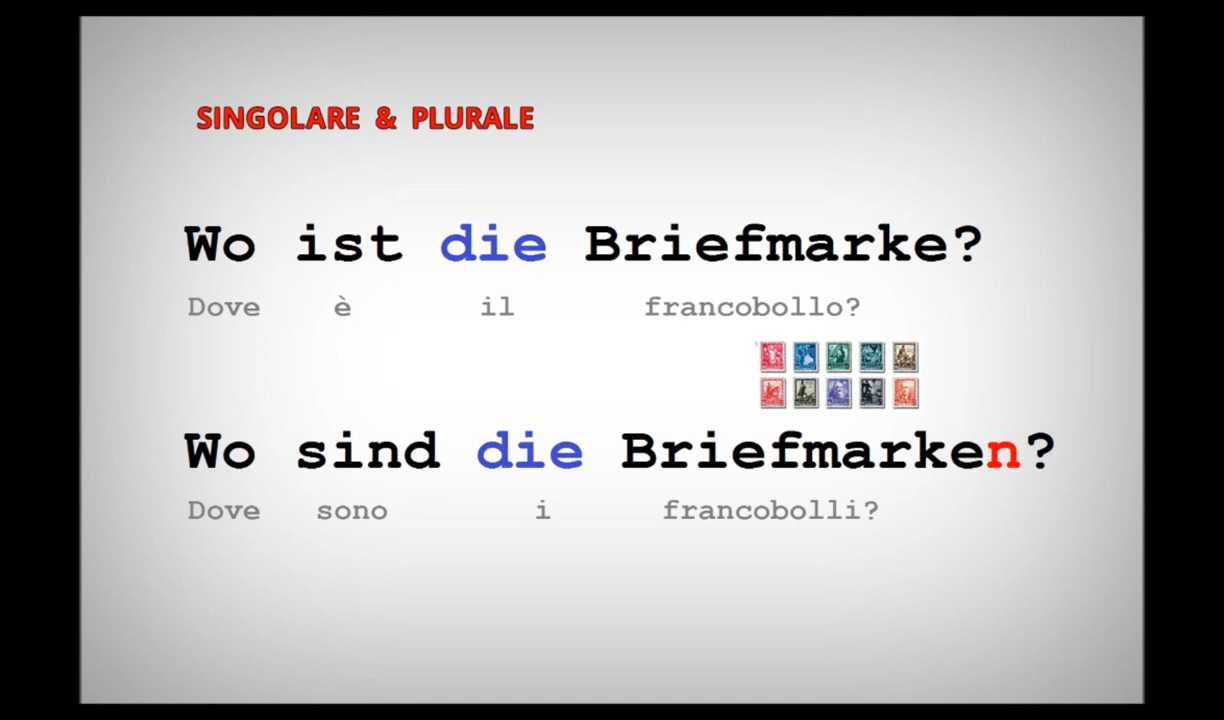 SINGOLARE & PLURALE
Wo ist die Briefmarke?
Dove è il francobollo?
Wo sind die Briefmarken?
Dove sono i francobolli?